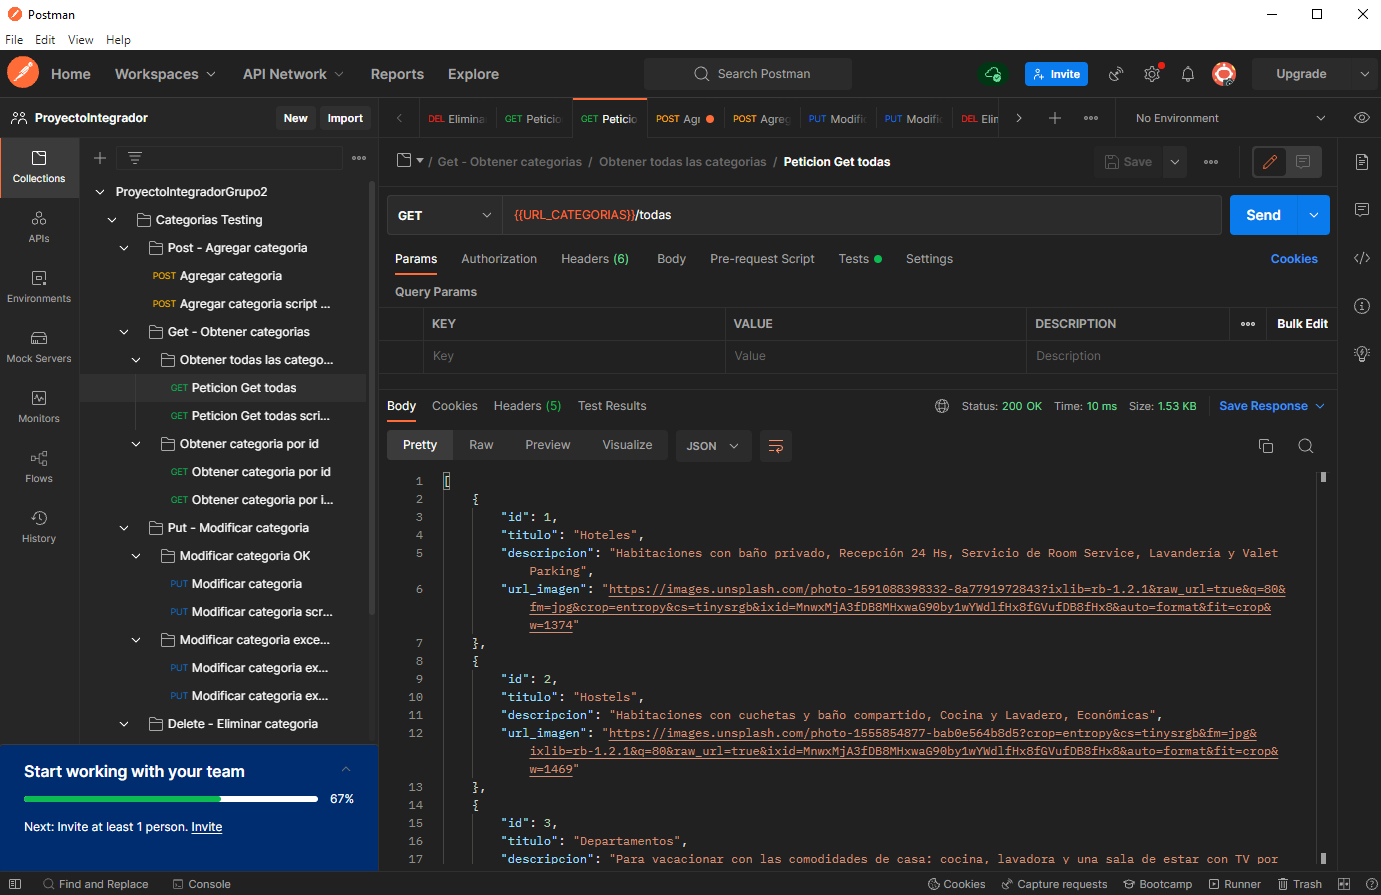 Postman
File Edit View Help
Home Workspaces API Network Reports Explore Search Postman Invite Upgrade
ProyectoIntegrador New Import
DEL Elimina GET Peticio GET Peticio POST Agr POST Agreg PUT Modific PUT Modific DEL Elin No Environment
Collections
APIs
Environments
Mock Servers
Monitors
Flows
History
ProyectoIntegradorGrupo2
Categorias Testing
Post - Agregar categoria
POST Agregar categoria
POST Agregar categoria script ...
Get - Obtener categorias
Obtener todas las catego...
GET Peticion Get todas
GET Peticion Get todas scri...
Obtener categoria por id
GET Obtener categoria por id
GET Obtener categoria por i...
Put - Modificar categoria
Modificar categoria OK
PUT Modificar categoria
PUT Modificar categoria scr...
Modificar categoria exce...
PUT Modificar categoria ex...
PUT Modificar categoria ex...
Delete - Eliminar categoria
Start working with your team
67%
Next: Invite at least 1 person. Invite
/ Get - Obtener categorias / Obtener todas las categorias / Peticion Get todas Save
GET {{URL_CATEGORIAS}}/todas Send
Params Authorization Headers (6) Body Pre-request Script Tests Settings Cookies
Query Params
KEY VALUE DESCRIPTION Bulk Edit
Key Value Description
Body Cookies Headers (5) Test Results Status: 200 OK Time: 10 ms Size: 1.53 KB Save Response
Pretty Raw Preview Visualize JSON
1 [
2 {
3 "id": 1,
4 "titulo": "Hoteles",
5 "descripcion": "Habitaciones con baño privado, Recepción 24 Hs, Servicio de Room Service, Lavandería y Valet
Parking",
6 "url_imagen": "https://images.unsplash.com/photo-1591088398332-8a7791972843?ixlib=rb-1.2.1&raw_url=true&q=80&
fm=jpg&crop=entropy&cs=tinysrgb&ixid=MnwxMjA3fDB8MHxwaG90by1wYWdlfHx8fGVufDB8fHx8&auto=format&fit=crop&
w=1374"
7 },
8 {
9 "id": 2,
10 "titulo": "Hostels",
11 "descripcion": "Habitaciones con cuchetas y baño compartido, Cocina y Lavadero, Económicas",
12 "url_imagen": "https://images.unsplash.com/photo-1555854877-bab0e564b8d5?crop=entropy&cs=tinysrgb&fm=jpg&
ixlib=rb-1.2.1&q=80&raw_url=true&ixid=MnwxMjA3fDB8MHxwaG90by1wYWdlfHx8fGVufDB8fHx8&auto=format&fit=crop&
w=1469"
13 },
14 {
15 "id": 3,
16 "titulo": "Departamentos",
17 "descripcion": "Para vacacionar con las comodidades de casa: cocina, lavadora y una sala de estar con TV por
Find and Replace Console Cookies Capture requests Bootcamp Runner Trash